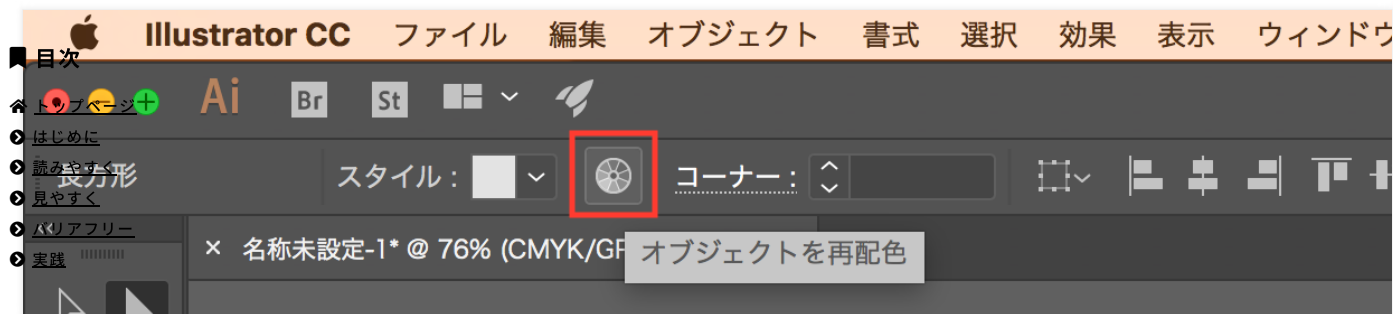 Illustrator CC ファイル 編集 オブジェクト 書式 選択 効果 表示 ウィンドウ
目次
Ai Br St
トップページ
はじめに
読みやすく
長方形 スタイル : コーナー :
見やすく
バリアフリー
× 名称未設定-1* @ 76% (CMYK/GP
オブジェクトを再配色
実践